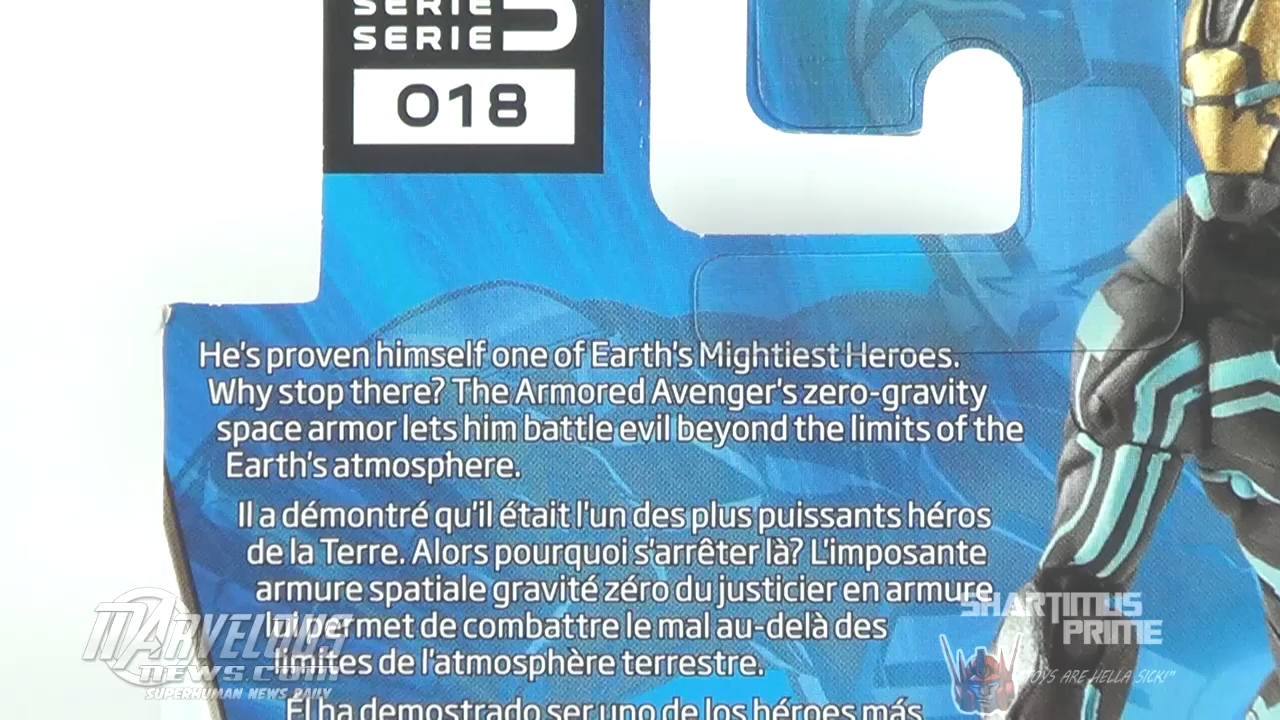 SERIES
SERIE 5
018
He's proven himself one of Earth's Mightiest Heroes.
Why stop there? The Armored Avenger's zero-gravity
space armor lets him battle evil beyond the limits of the
Earth's atmosphere.
Il a démontré qu'il était l'un des plus puissants héros
de la Terre. Alors pourquoi s'arrêter là? L'imposante
armure spatiale gravité zéro du justicier en armure
lui permet de combattre le mal au-delà des
limites de l'atmosphère terrestre.
Él ha demostrado ser uno de los héroes más
MARVELOUS
NEWS.COM
SUPERHUMAN NEWS DAILY
SHARTIMUS
PRIME
"TOYS ARE HELLA SICK!"